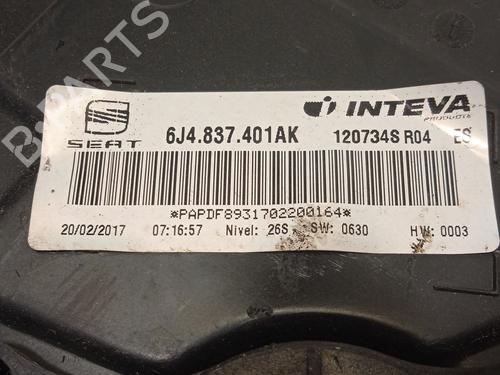 B-PARTS
INTEVA
PRODUCTS
SEAT
6J4.837.401AK
120734S R04 ES
*PAPDF8931702200164*
20/02/2017 07:16:57 Nivel: 26S SW: 0630 HW: 0003